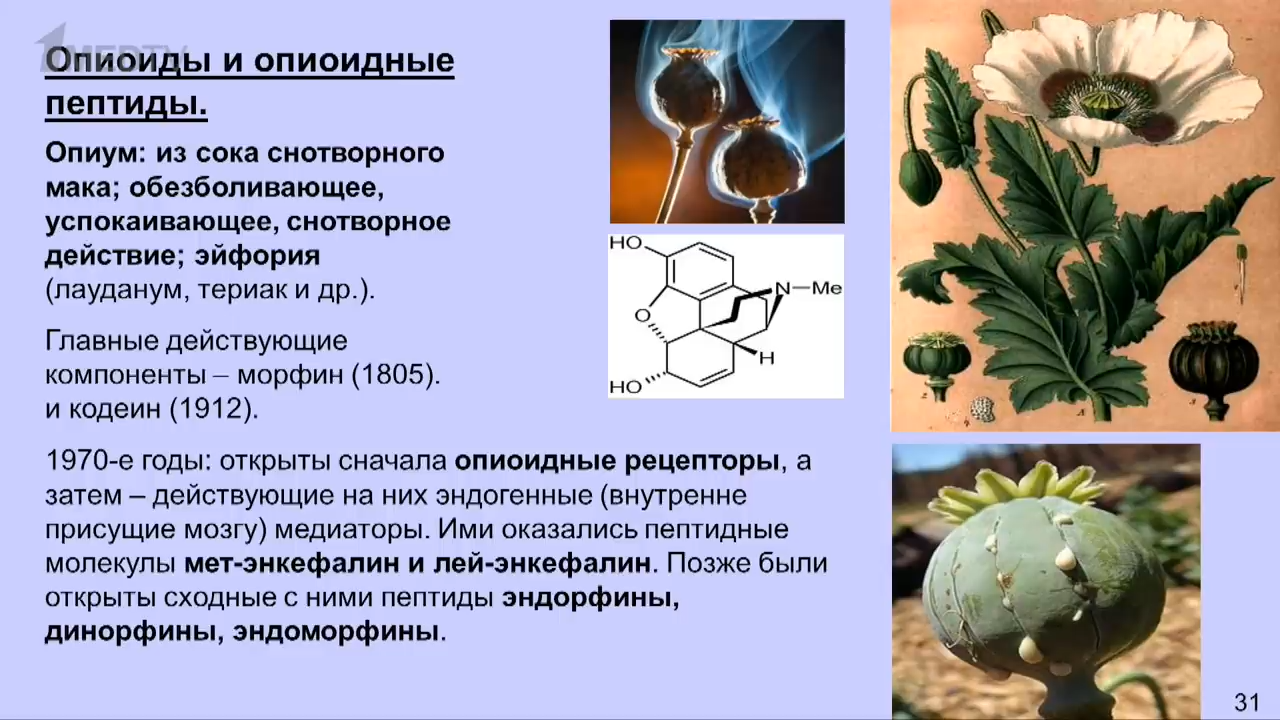 1MEDTV
Опиоиды и опиоидные
пептиды.
Опиум: из сока снотворного
мака; обезболивающее,
успокаивающее, снотворное
действие; эйфория
(лауданум, териак и др.).
Главные действующие
компоненты – морфин (1805).
и кодеин (1912).
1970-е годы: открыты сначала опиоидные рецепторы, а
затем – действующие на них эндогенные (внутренне
присущие мозгу) медиаторы. Ими оказались пептидные
молекулы мет-энкефалин и лей-энкефалин. Позже были
открыты сходные с ними пептиды эндорфины,
динорфины, эндоморфины.
HO
N–Me
O
H
HO
31